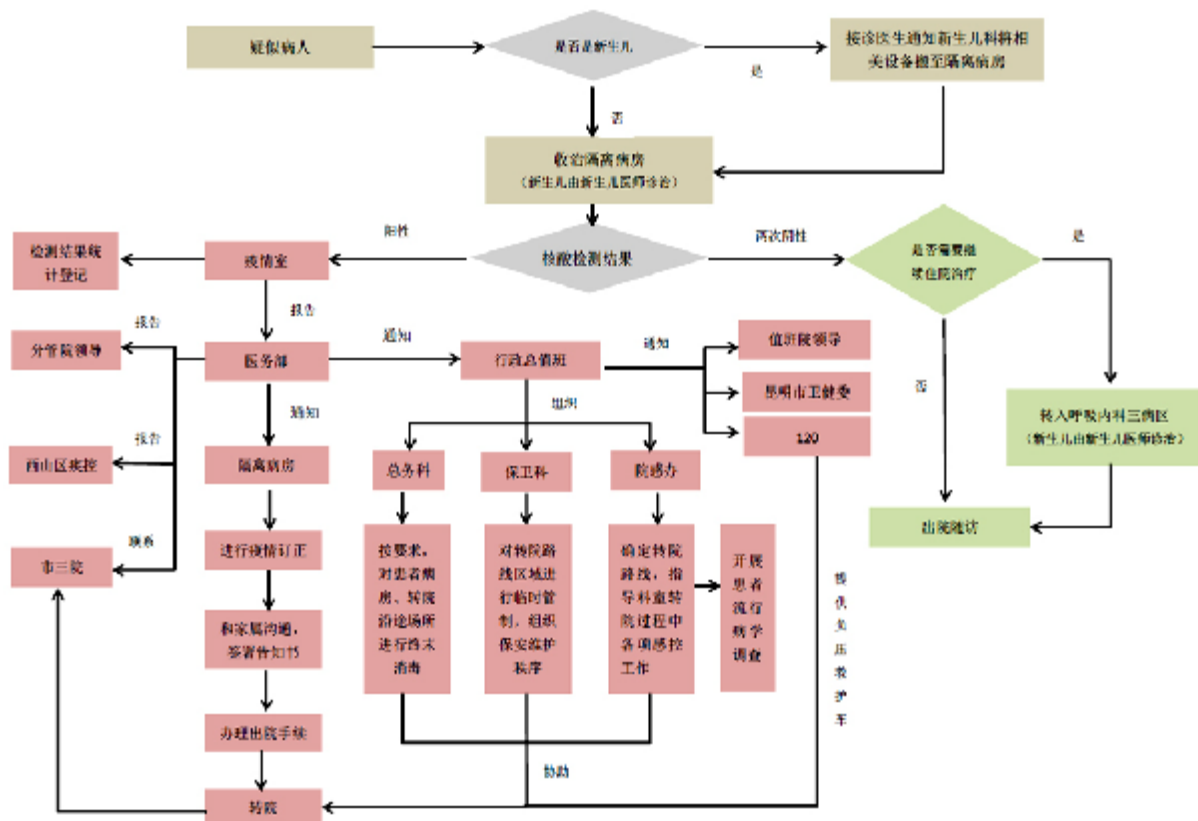 疑似病人
是否是新生儿
接诊医生通知新生儿科将相
关设备搬至隔离病房
是
否
收治隔离病房
（新生儿由新生儿医师诊治）
阳性
核酸检测结果
两次阴性
是否需要继
续住院治疗
是
检测结果统
计登记
疫情室
报告
报告
分管院领导
医务部
通知
行政总值班
通知
值班院领导
昆明市卫健委
120
否
转入呼吸内科三病区
（新生儿由新生儿医师诊治）
通知
组织
报告
西山区疾控
隔离病房
总务科
保卫科
院感办
出院随访
联系
市三院
进行疫情订正
按要求，
对患者病
房、转院
沿途场所
进行终末
消毒
对转院路
线区域进
行临时管
制，组织
保安维护
秩序
确定转院
路线，指
导科室转
院过程中
各项感控
工作
开展
患者
流行
病学
调查
提供负压救护车
和家属沟通，
签署告知书
办理出院手续
协助
转院